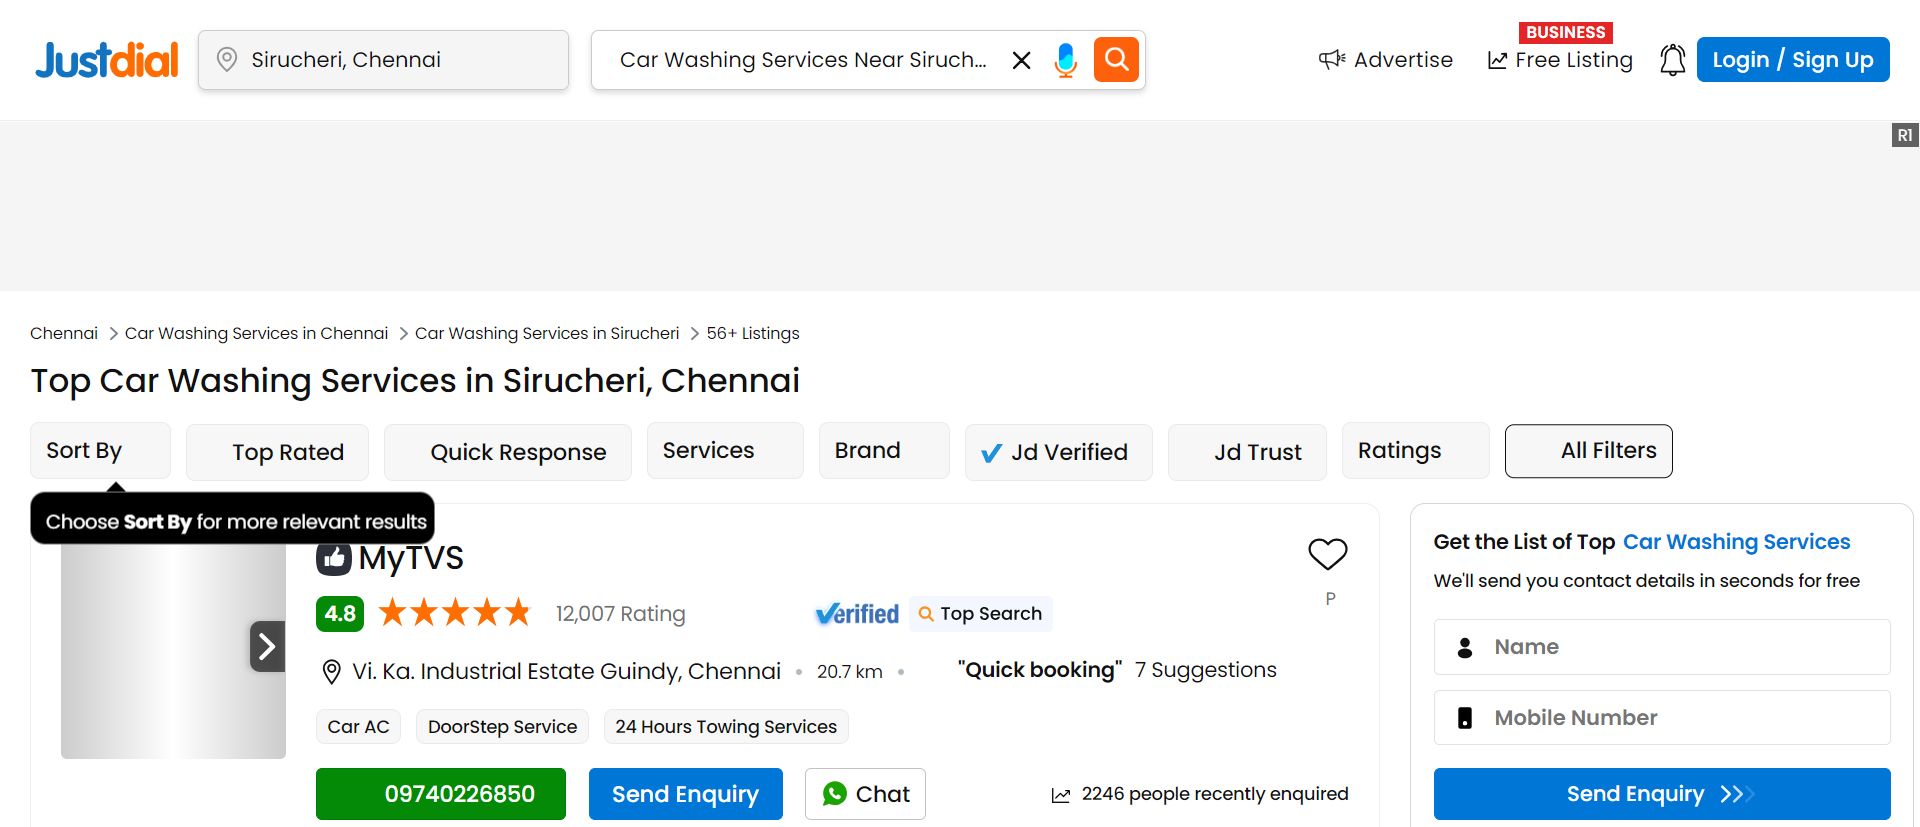 Justdial
Sirucheri, Chennai
Car Washing Services Near Siruch...
Advertise
BUSINESS
Free Listing
Login / Sign Up
R1
Chennai > Car Washing Services in Chennai > Car Washing Services in Sirucheri > 56+ Listings
Top Car Washing Services in Sirucheri, Chennai
Sort By
Top Rated
Quick Response
Services
Brand
Jd Verified
Jd Trust
Ratings
All Filters
Choose Sort By for more relevant results
MyTVS
P
4.8
12,007 Rating
Verified
Top Search
Vi. Ka. Industrial Estate Guindy, Chennai • 20.7 km •
"Quick booking" 7 Suggestions
Car AC
DoorStep Service
24 Hours Towing Services
09740226850
Send Enquiry
Chat
2246 people recently enquired
Get the List of Top Car Washing Services
We'll send you contact details in seconds for free
Name
Mobile Number
Send Enquiry